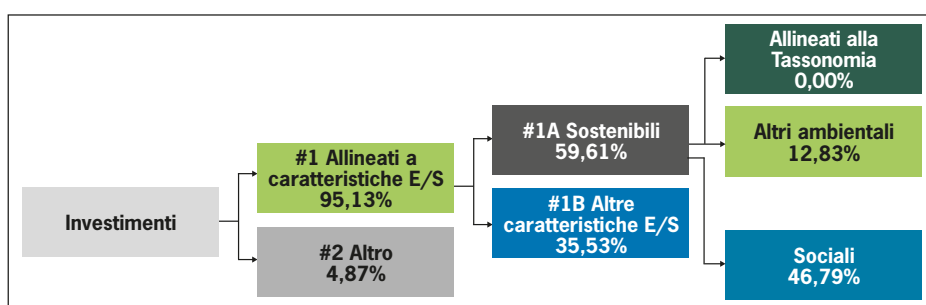 Investimenti
#1 Allineati a
caratteristiche E/S
95,13%
#2 Altro
4,87%
#1A Sostenibili
59,61%
#1B Altre
caratteristiche E/S
35,53%
Allineati alla
Tassonomia
0,00%
Altri ambientali
12,83%
Sociali
46,79%